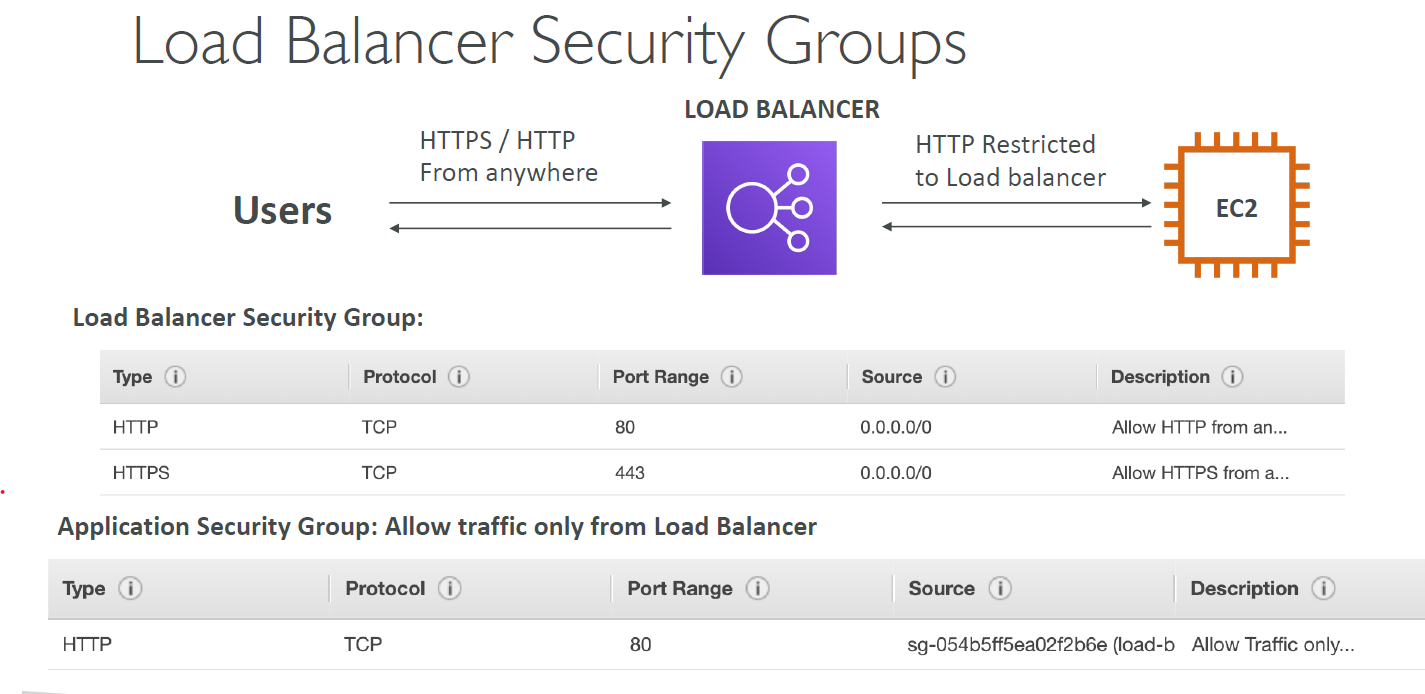 Load Balancer Security Groups
LOAD BALANCER
HTTPS / HTTP
From anywhere
HTTP Restricted
to Load balancer
Users
EC2
Load Balancer Security Group:
Type Protocol Port Range Source Description
HTTP TCP 80 0.0.0.0/0 Allow HTTP from an...
HTTPS TCP 443 0.0.0.0/0 Allow HTTPS from a...
Application Security Group: Allow traffic only from Load Balancer
Type Protocol Port Range Source Description
HTTP TCP 80 sg-054b5ff5ea02f2b6e (load-b Allow Traffic only...